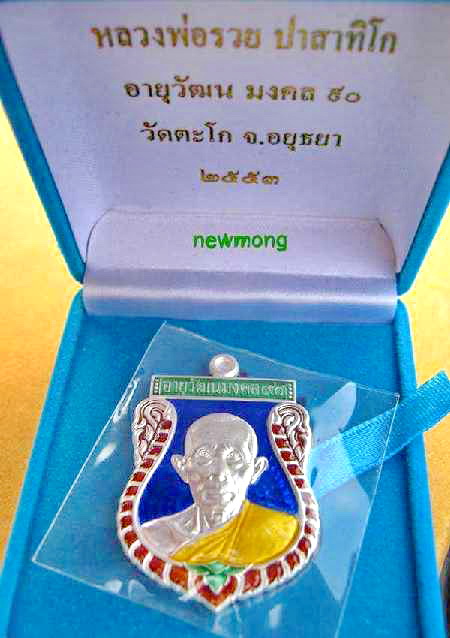 หลวงพ่อรวย ปาสาทิโก
อายุวัฒน มงคล ๙๐
วัดตะโก จ.อยุธยา
๒๕๕๓
newmong
อายุวัฒนมงคล๙๐